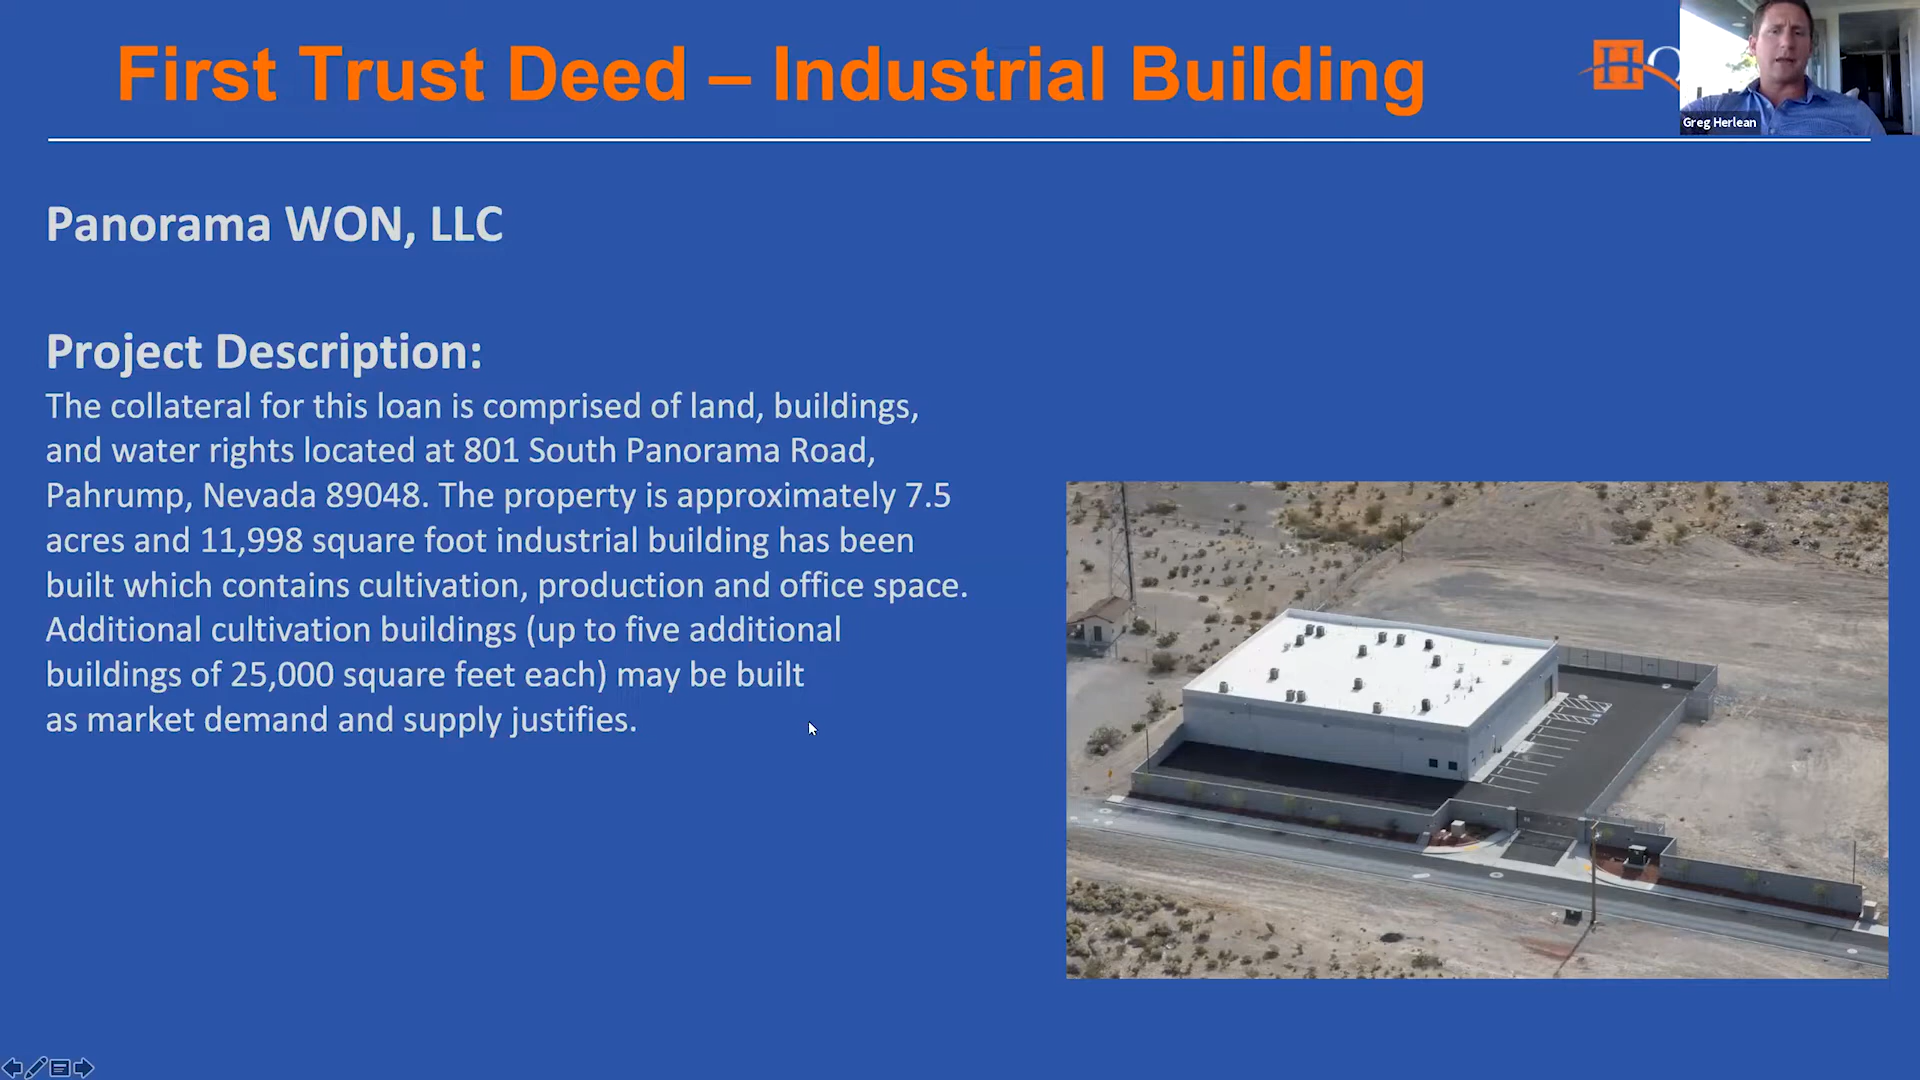 First Trust Deed – Industrial Building
HQ
Greg Herlean
Panorama WON, LLC
Project Description:
The collateral for this loan is comprised of land, buildings,
and water rights located at 801 South Panorama Road,
Pahrump, Nevada 89048. The property is approximately 7.5
acres and 11,998 square foot industrial building has been
built which contains cultivation, production and office space.
Additional cultivation buildings (up to five additional
buildings of 25,000 square feet each) may be built
as market demand and supply justifies.